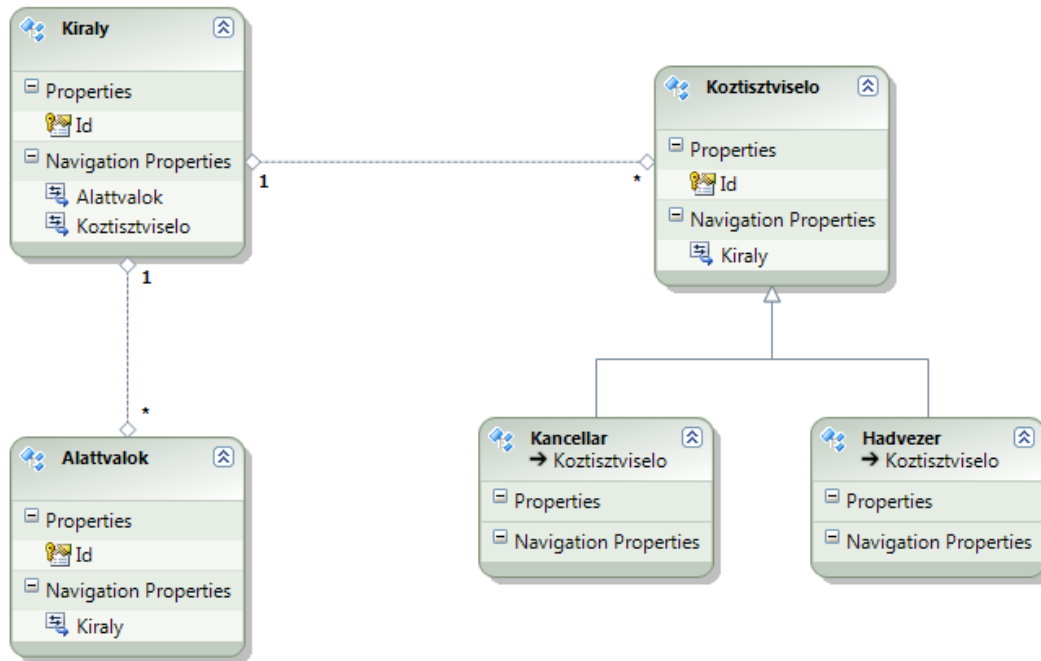 Kiraly
Properties
Id
Navigation Properties
Alattvalok
Koztisztviselo
1
*
1
*
Koztisztviselo
Properties
Id
Navigation Properties
Kiraly
Alattvalok
Properties
Id
Navigation Properties
Kiraly
Kancellar
➔ Koztisztviselo
Properties
Navigation Properties
Hadvezer
➔ Koztisztviselo
Properties
Navigation Properties